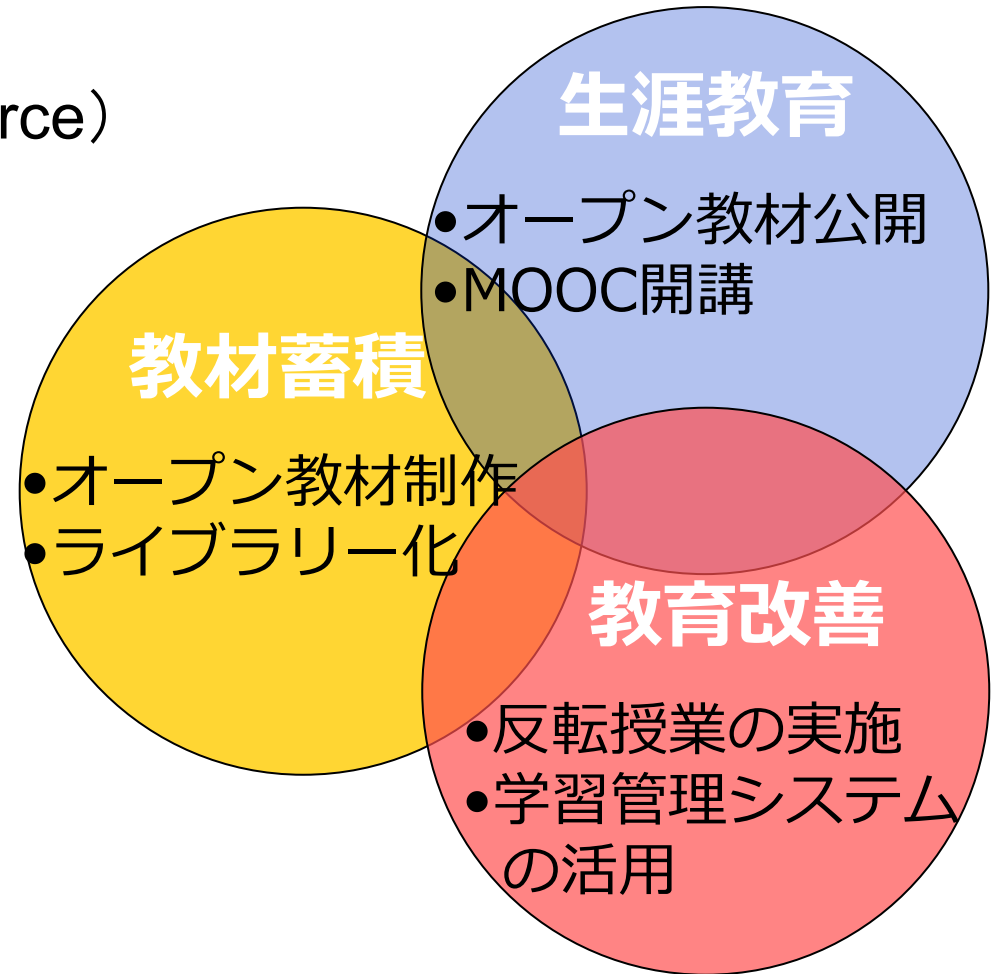 rce）
生涯教育
•オープン教材公開
•MOOC開講
教材蓄積
•オープン教材制作
•ライブラリー化
教育改善
•反転授業の実施
•学習管理システム
の活用